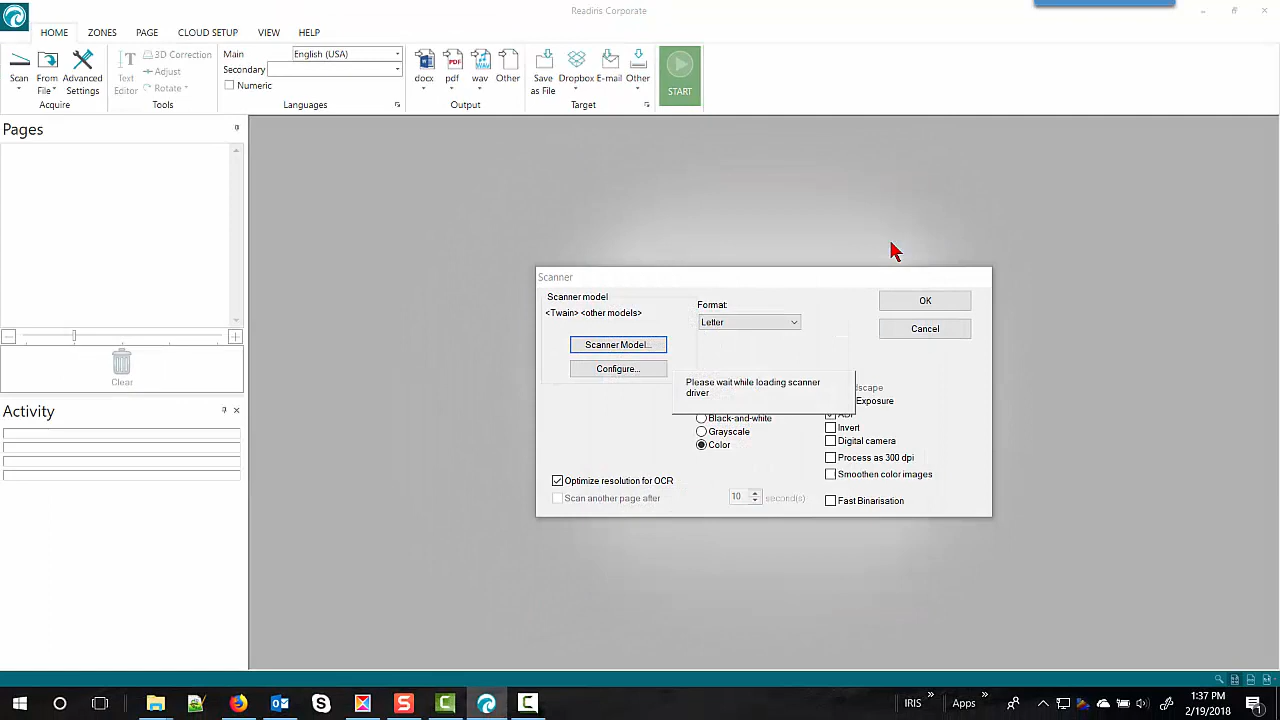 Readiris Corporate
HOME
ZONES
PAGE
CLOUD SETUP
VIEW
HELP
Scan
From File
Advanced Settings
Acquire
Text Editor
3D Correction
Adjust
Rotate
Tools
Main
English (USA)
Secondary
Numeric
Languages
docx
pdf
wav
Other
Output
Save as File
Dropbox
E-mail
Other
Target
START
Pages
Clear
Activity
Scanner
Scanner model
<Twain> <other models>
Scanner Model...
Configure...
Format:
Letter
OK
Cancel
Please wait while loading scanner
driver
Exposure
Black-and-white
Grayscale
Color
Invert
Digital camera
Process as 300 dpi
Smoothen color images
Fast Binarisation
Optimize resolution for OCR
Scan another page after
10
second(s)
IRIS
Apps
1:37 PM
2/19/2018